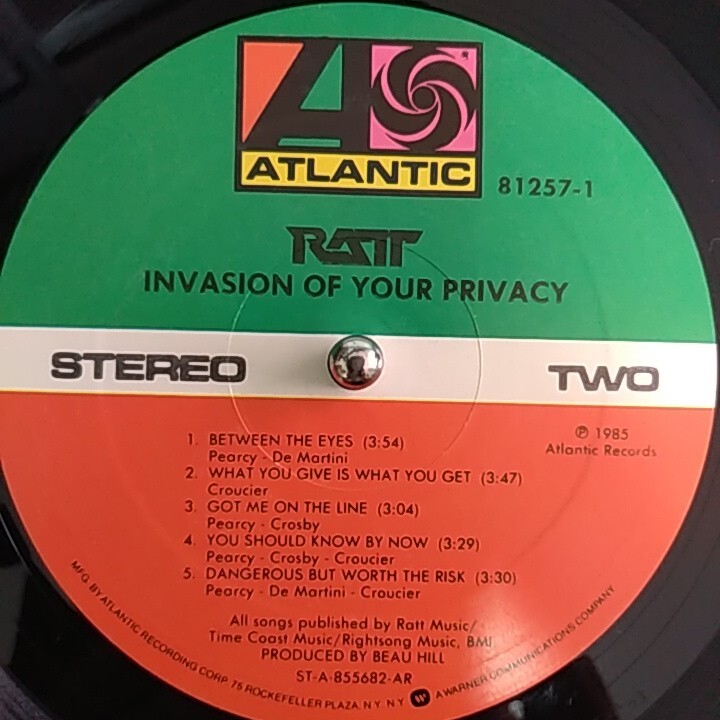 ATLANTIC
81257-1
RATT
INVASION OF YOUR PRIVACY
STEREO
TWO
℗ 1985
Atlantic Records
1. BETWEEN THE EYES (3:54)
Pearcy - De Martini
2. WHAT YOU GIVE IS WHAT YOU GET (3:47)
Croucier
3. GOT ME ON THE LINE (3:04)
Pearcy - Crosby
4. YOU SHOULD KNOW BY NOW (3:29)
Pearcy - Crosby - Croucier
5. DANGEROUS BUT WORTH THE RISK (3:30)
Pearcy - De Martini - Croucier
All songs published by Ratt Music/
Time Coast Music/Rightsong Music, BMI
PRODUCED BY BEAU HILL
ST-A-855682-AR
MFG. BY ATLANTIC RECORDING CORP. 75 ROCKEFELLER PLAZA, N.Y. N.Y. A WARNER COMMUNICATIONS COMPANY